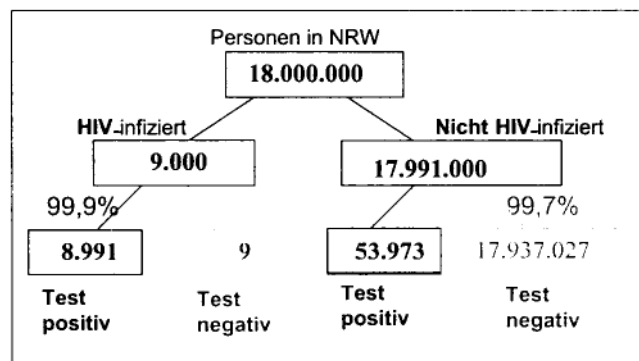 Personen in NRW
18.000.000
HIV-infiziert
Nicht HIV-infiziert
9.000
17.991.000
99,9%
99,7%
8.991
9
53.973
17.937.027
Test positiv
Test negativ
Test positiv
Test negativ